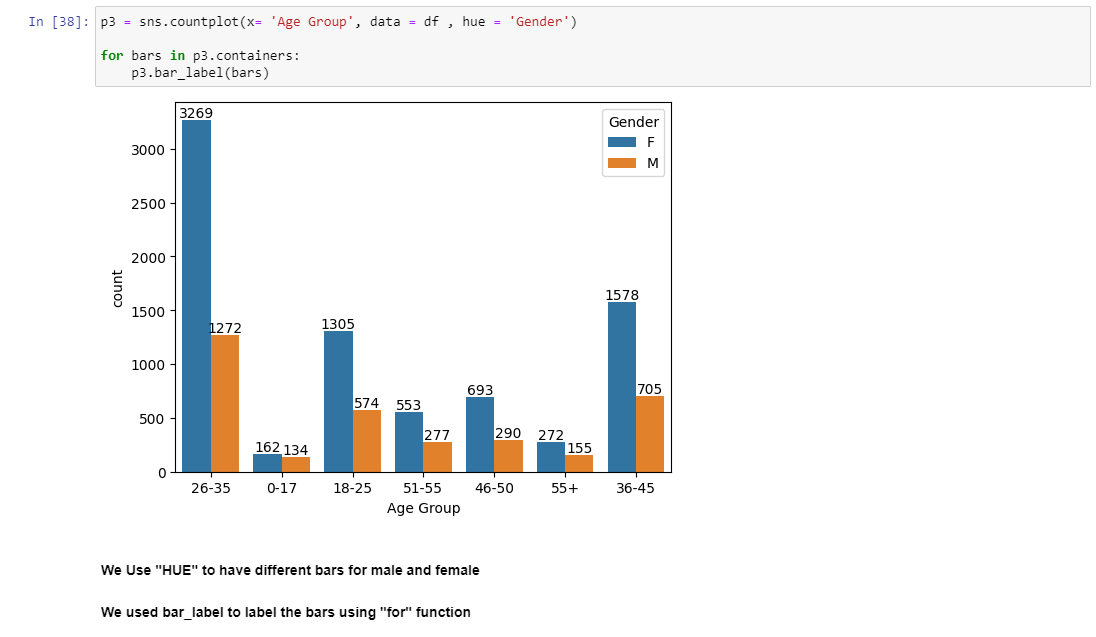 In [38]: p3 = sns.countplot(x= 'Age Group', data = df , hue = 'Gender')
for bars in p3.containers:
    p3.bar_label(bars)
3269
Gender
F
M
3000
2500
2000
1500
1000
500
0
count
1272
162
134
1305
574
553
277
693
290
272
155
1578
705
26-35 0-17 18-25 51-55 46-50 55+ 36-45
Age Group
We Use "HUE" to have different bars for male and female
We used bar_label to label the bars using "for" function